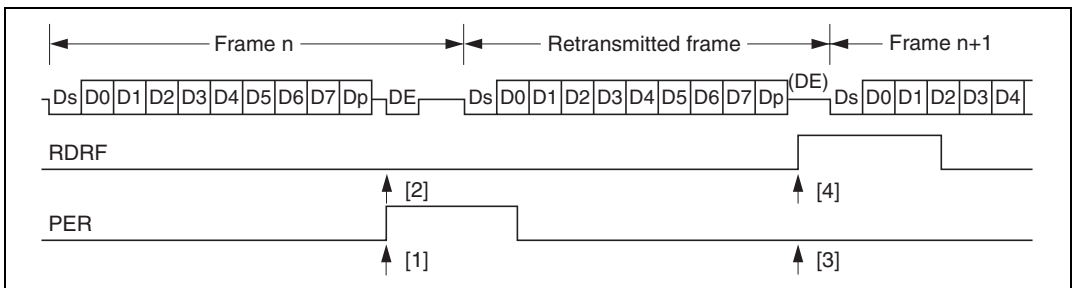 Frame n Retransmitted frame Frame n+1
Ds D0 D1 D2 D3 D4 D5 D6 D7 Dp DE Ds D0 D1 D2 D3 D4 D5 D6 D7 Dp (DE) Ds D0 D1 D2 D3 D4
RDRF
[2] [4]
PER
[1] [3]